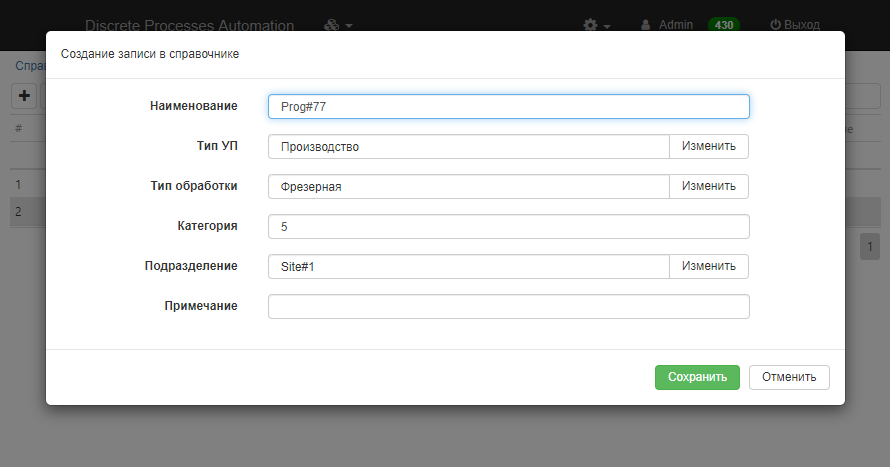 Discrete Processes Automation Admin 430 Выход
Создание записи в справочнике
Наименование Prog#77
#
Тип УП Производство Изменить
1
Тип обработки Фрезерная Изменить
2
Категория 5
1
Подразделение Site#1 Изменить
Примечание
Сохранить Отменить